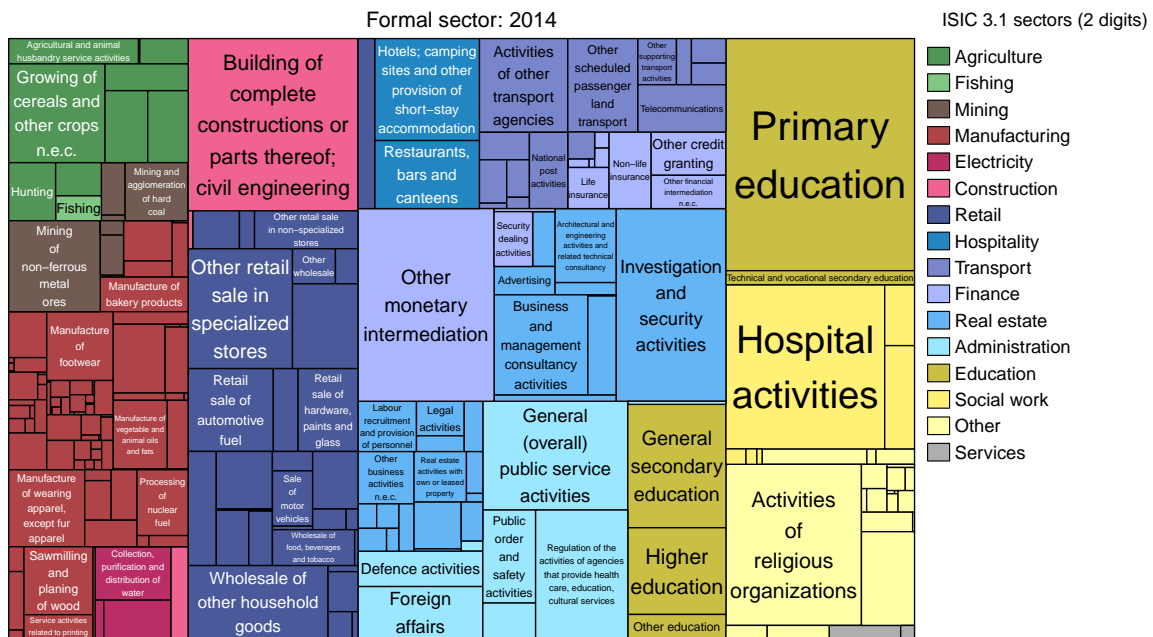 Formal sector: 2014
ISIC 3.1 sectors (2 digits)
Agriculture
Fishing
Mining
Manufacturing
Electricity
Construction
Retail
Hospitality
Transport
Finance
Real estate
Administration
Education
Social work
Other
Services
Agricultural and animal
husbandry service activities
Growing of
cereals and
other crops
n.e.c.
Hunting
Fishing
Mining and
agglomeration
of hard
coal
Mining
of
non−ferrous
metal
ores
Manufacture of
bakery products
Manufacture
of
footwear
Manufacture of
vegetable and
animal oils
and fats
Manufacture
of wearing
apparel,
except fur
apparel
Processing
of
nuclear
fuel
Sawmilling
and
planing
of wood
Service activities
related to printing
Collection,
purification and
distribution of
water
Building of
complete
constructions or
parts thereof;
civil engineering
Other retail sale
in non−specialized
stores
Other retail
sale in
specialized
stores
Other
wholesale
Retail
sale of
automotive
fuel
Retail
sale of
hardware,
paints and
glass
Sale
of
motor
vehicles
Wholesale of
food, beverages
and tobacco
Wholesale of
other household
goods
Hotels; camping
sites and other
provision of
short−stay
accommodation
Restaurants,
bars and
canteens
Activities
of other
transport
agencies
Other
scheduled
passenger
land
transport
Other
supporting
transport
activities
Telecommunications
National
post
activities
Life
insurance
Non−life
insurance
Other credit
granting
Other financial
intermediation
n.e.c.
Other
monetary
intermediation
Security
dealing
activities
Architectural and
engineering
activities and
related technical
consultancy
Advertising
Business
and
management
consultancy
activities
Investigation
and
security
activities
Labour
recruitment
and provision
of personnel
Legal
activities
Other
business
activities
n.e.c.
Real estate
activities with
own or leased
property
General
(overall)
public service
activities
Defence activities
Foreign
affairs
Public
order and
safety
activities
Regulation of the
activities of agencies
that provide health
care, education,
cultural services
Primary
education
Technical and vocational secondary education
General
secondary
education
Higher
education
Other education
Hospital
activities
Activities
of
religious
organizations